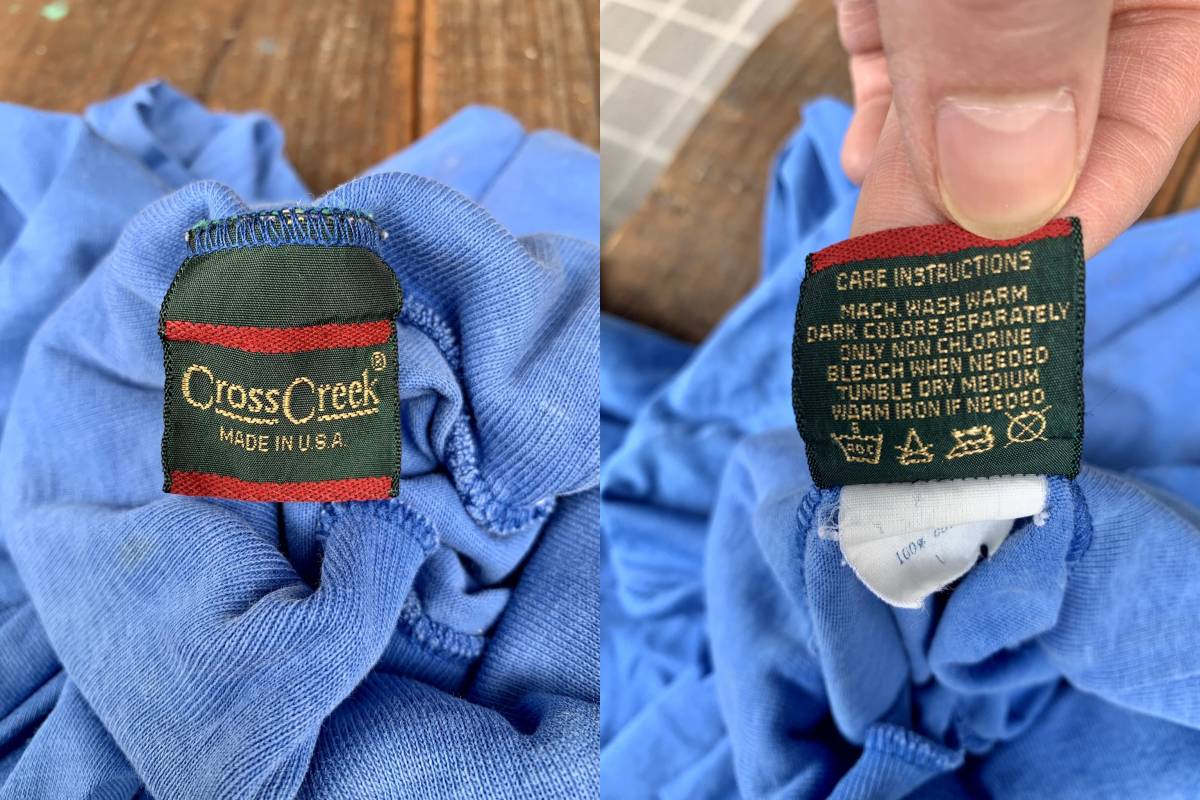 CrossCreek®
MADE IN U.S.A.
CARE INSTRUCTIONS
MACH. WASH WARM
DARK COLORS SEPARATELY
ONLY NON CHLORINE
BLEACH WHEN NEEDED
TUMBLE DRY MEDIUM
WARM IRON IF NEEDED
100%